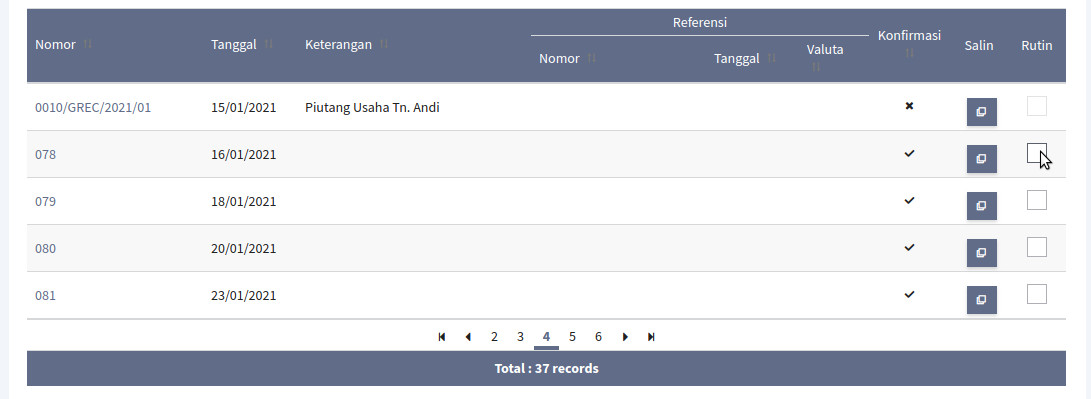 Nomor Tanggal Keterangan Referensi Konfirmasi Salin Rutin
Nomor Tanggal Valuta
0010/GREC/2021/01 15/01/2021 Piutang Usaha Tn. Andi
078 16/01/2021
079 18/01/2021
080 20/01/2021
081 23/01/2021
2 3 4 5 6
Total : 37 records